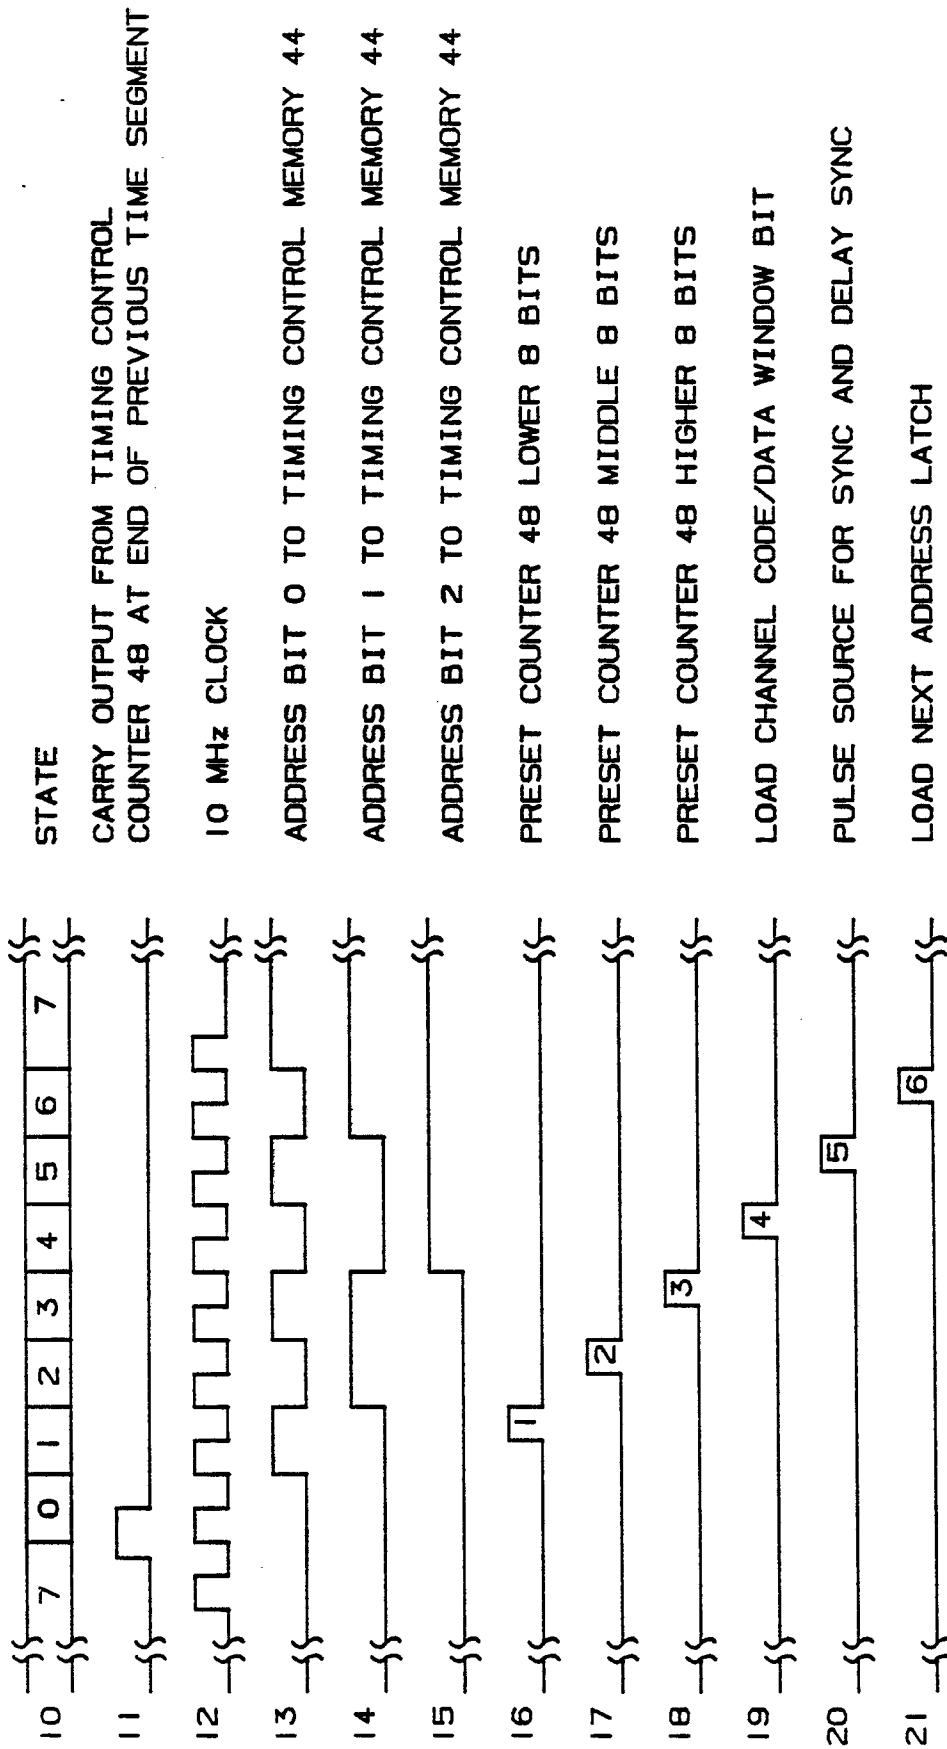 10 7 0 1 2 3 4 5 6 7 STATE
11 CARRY OUTPUT FROM TIMING CONTROL
COUNTER 48 AT END OF PREVIOUS TIME SEGMENT
12 10 MHz CLOCK
13 ADDRESS BIT 0 TO TIMING CONTROL MEMORY 44
14 ADDRESS BIT 1 TO TIMING CONTROL MEMORY 44
15 ADDRESS BIT 2 TO TIMING CONTROL MEMORY 44
16 1 PRESET COUNTER 48 LOWER 8 BITS
17 2 PRESET COUNTER 48 MIDDLE 8 BITS
18 3 PRESET COUNTER 48 HIGHER 8 BITS
19 4 LOAD CHANNEL CODE/DATA WINDOW BIT
20 5 PULSE SOURCE FOR SYNC AND DELAY SYNC
21 6 LOAD NEXT ADDRESS LATCH